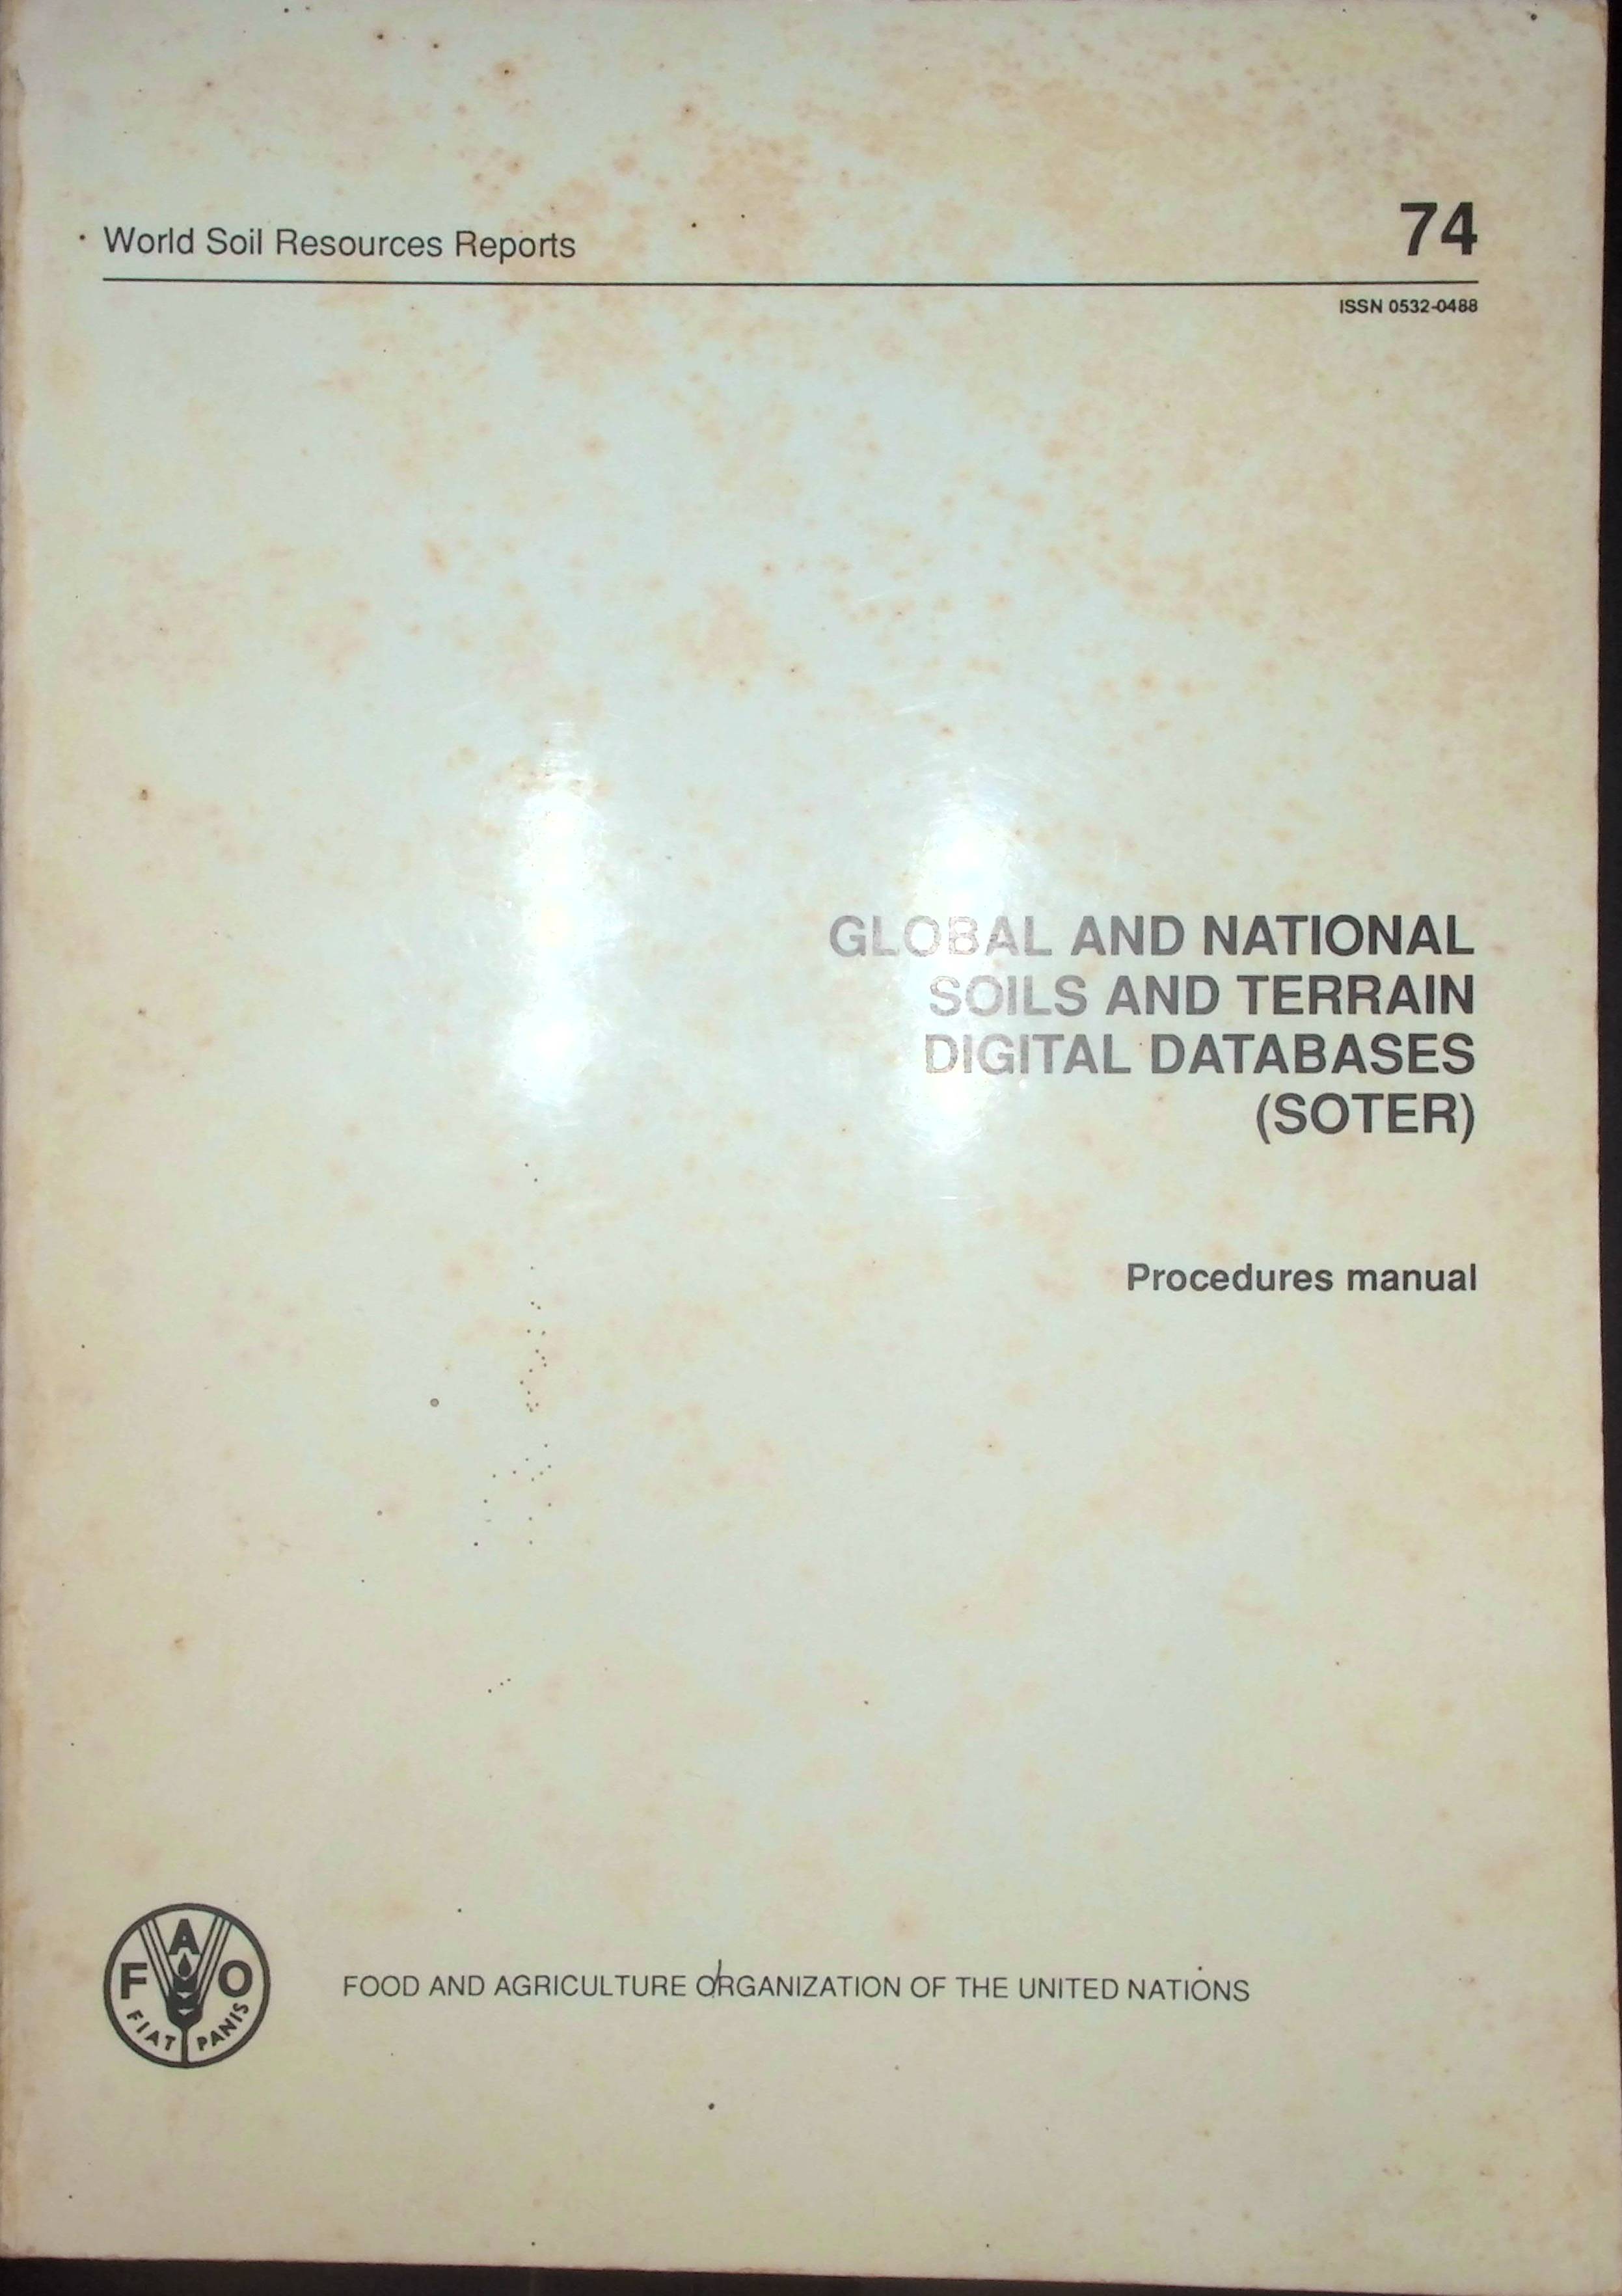 World Soil Resources Reports
74
ISSN 0532-0488
GLOBAL AND NATIONAL
SOILS AND TERRAIN
DIGITAL DATABASES
(SOTER)
Procedures manual
F A O
FIAT PANIS
FOOD AND AGRICULTURE ORGANIZATION OF THE UNITED NATIONS